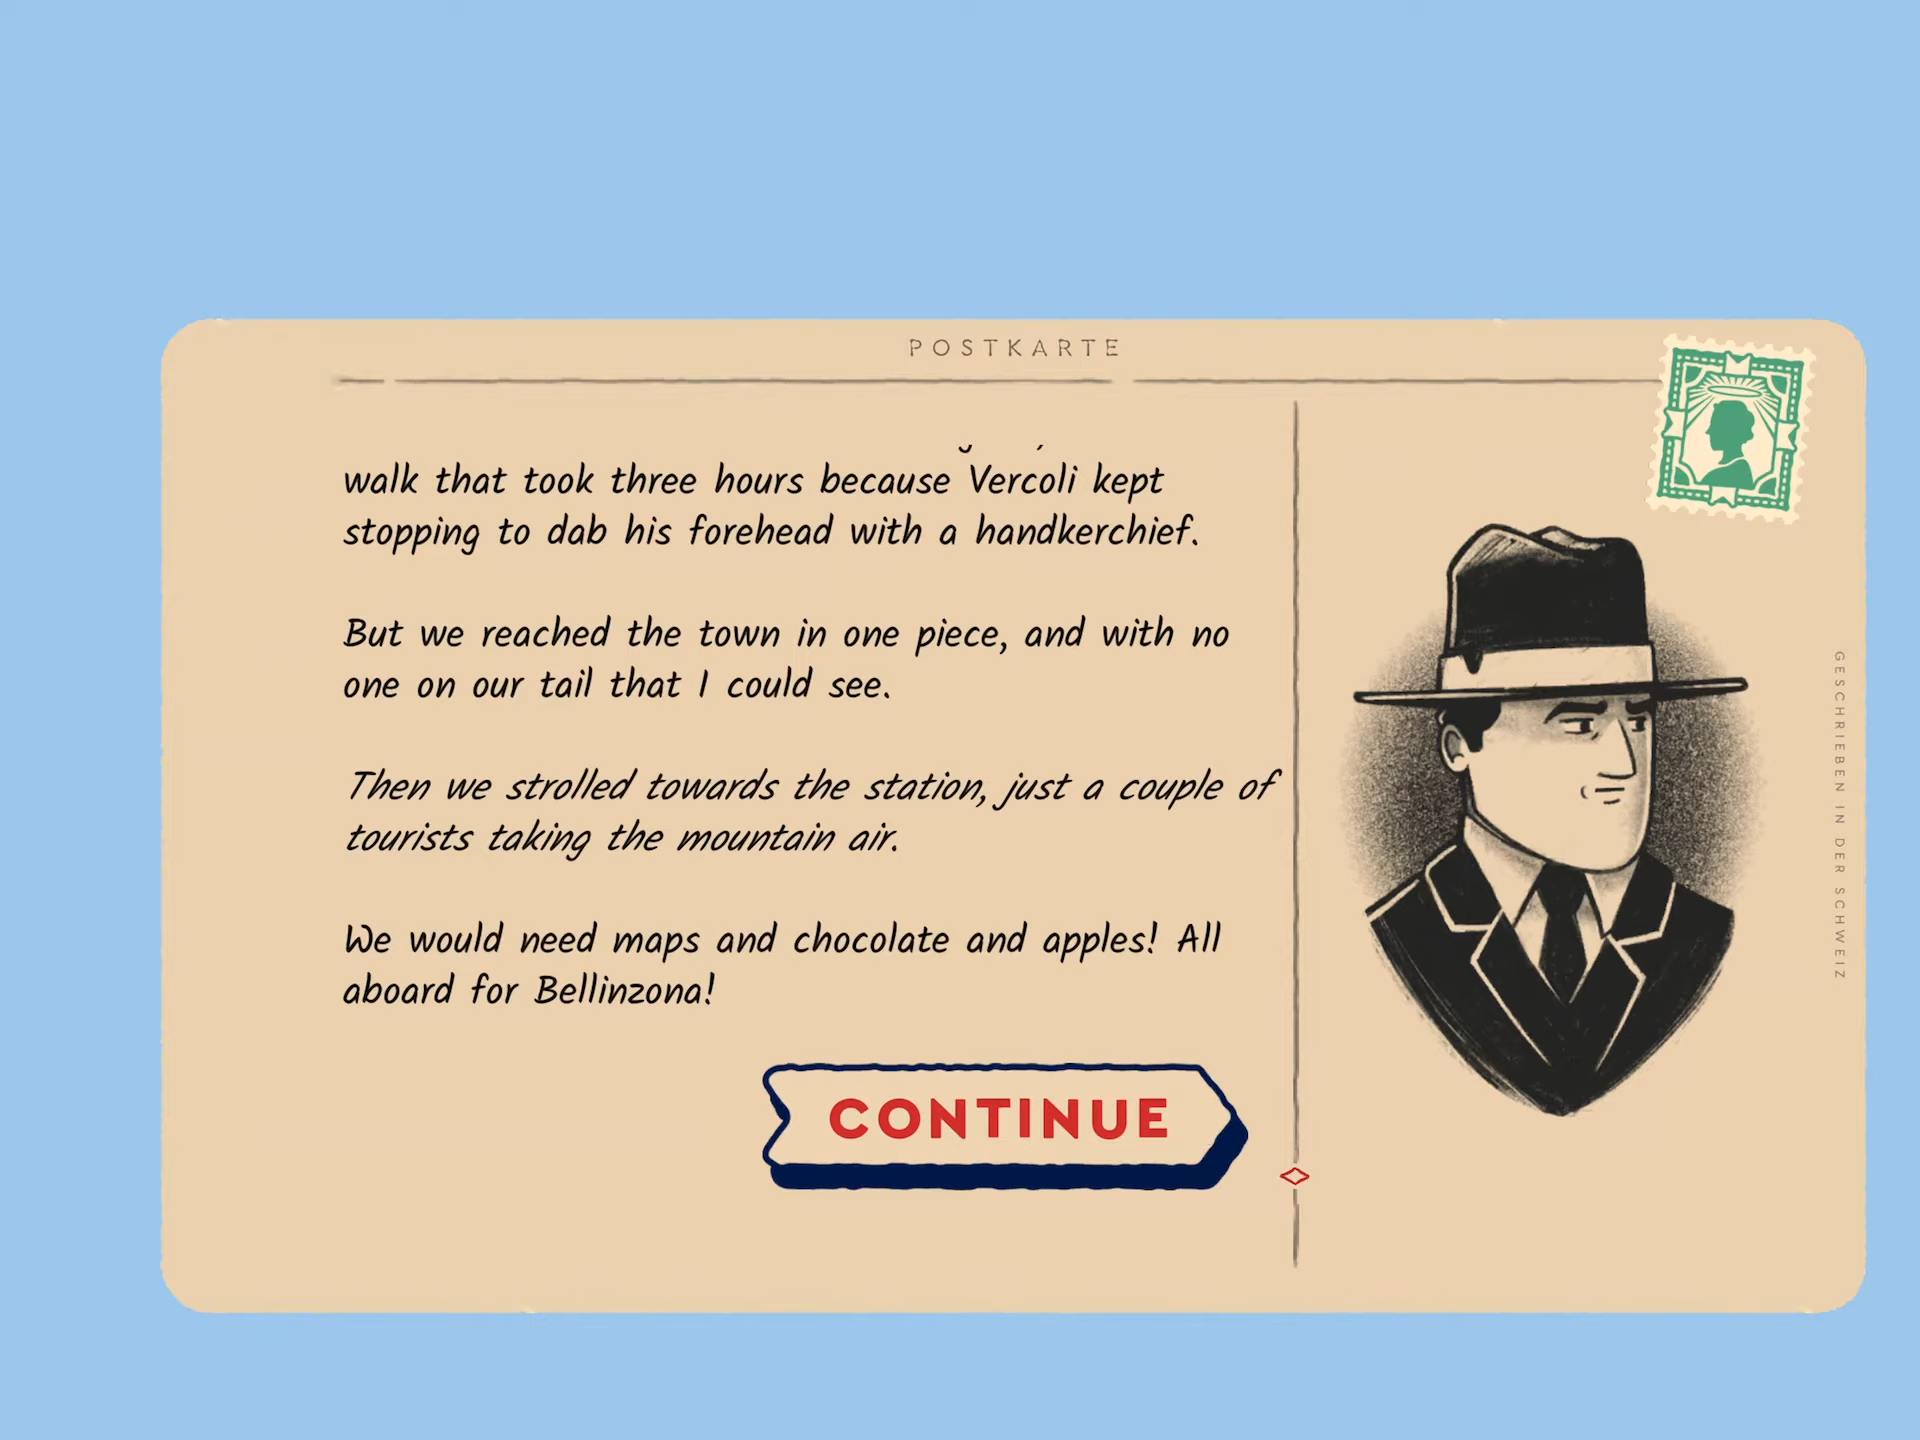 POSTKARTE
walk that took three hours because Vercoli kept
stopping to dab his forehead with a handkerchief.
But we reached the town in one piece, and with no
one on our tail that I could see.
Then we strolled towards the station, just a couple of
tourists taking the mountain air.
We would need maps and chocolate and apples! All
aboard for Bellinzona!
CONTINUE
GESCHRIEBEN IN DER SCHWEIZ